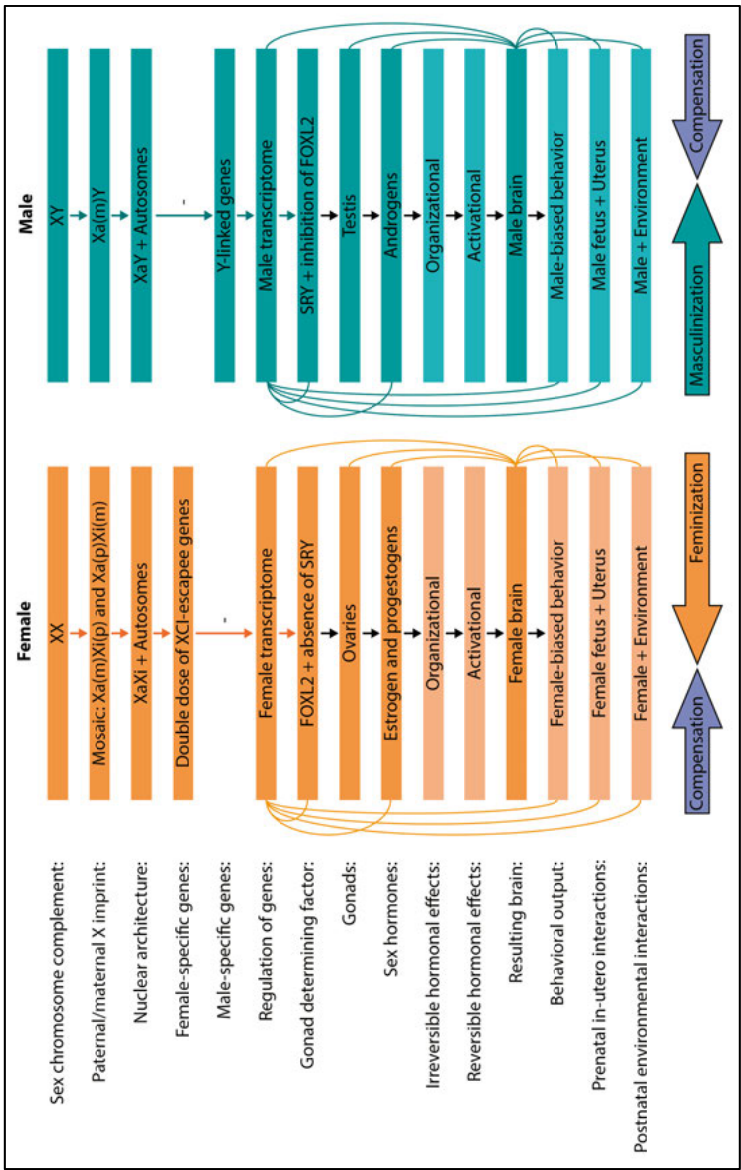 Female
Male
Sex chromosome complement:
XX
XY
Paternal/maternal X imprint:
Mosaic: Xa(m)Xi(p) and Xa(p)Xi(m)
Xa(m)Y
Nuclear architecture:
XaXi + Autosomes
XaY + Autosomes
Female-specific genes:
Double dose of XCI-escapee genes
-
Male-specific genes:
-
Y-linked genes
Regulation of genes:
Female transcriptome
Male transcriptome
Gonad determining factor:
FOXL2 + absence of SRY
SRY + inhibition of FOXL2
Gonads:
Ovaries
Testis
Sex hormones:
Estrogen and progestogens
Androgens
Irreversible hormonal effects:
Organizational
Organizational
Reversible hormonal effects:
Activational
Activational
Resulting brain:
Female brain
Male brain
Behavioral output:
Female-biased behavior
Male-biased behavior
Prenatal in-utero interactions:
Female fetus + Uterus
Male fetus + Uterus
Postnatal environmental interactions:
Female + Environment
Male + Environment
Compensation
Feminization
Masculinization
Compensation